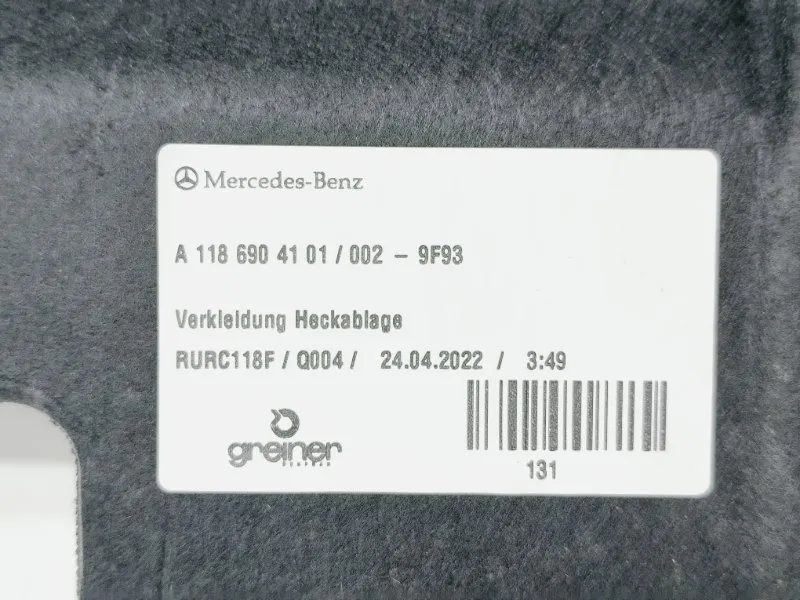 Mercedes-Benz
A 118 690 41 01 / 002 - 9F93
Verkleidung Heckablage
RURC118F / Q004 / 24.04.2022 / 3:49
greiner
131